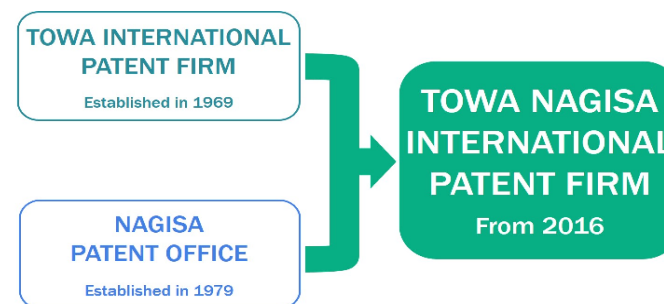 TOWA INTERNATIONAL
PATENT FIRM
Established in 1969
NAGISA
PATENT OFFICE
Established in 1979
TOWA NAGISA
INTERNATIONAL
PATENT FIRM
From 2016